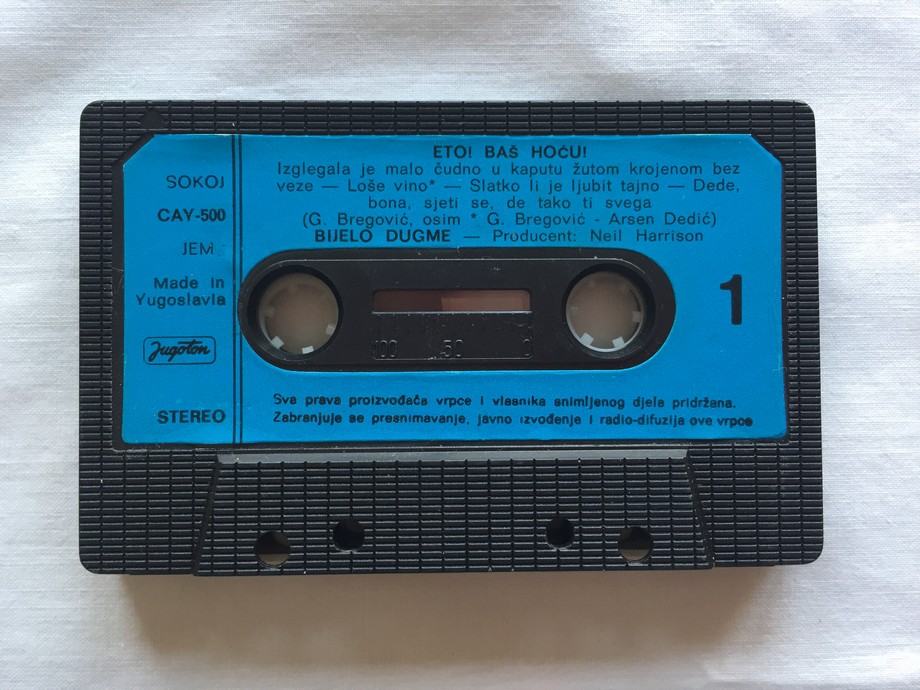 SOKOJ
CAY-500
JEM
Made in
Yugoslavia
Jugoton
STEREO
ETO! BAŠ HOĆU!
Izglegala je malo čudno u kaputu žutom krojenom bez
veze — Loše vino* — Slatko li je ljubit tajno — Dede,
bona, sjeti se, de tako ti svega
(G. Bregović, osim * G. Bregović - Arsen Dedić)
BIJELO DUGME — Producent: Neil Harrison
1
100 50 0
Sva prava proizvođača vrpce i vlasnika snimljenog djela pridržana.
Zabranjuje se presnimavanje, javno izvođenje i radio-difuzija ove vrpce